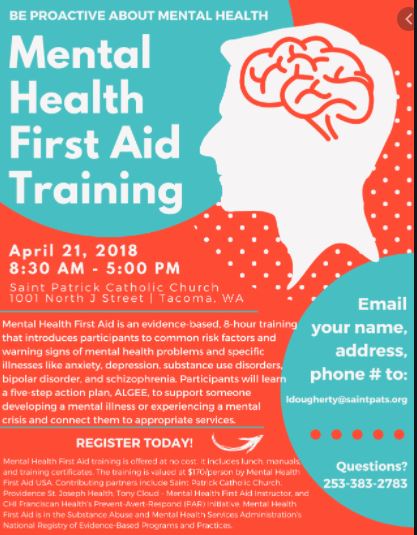 BE PROACTIVE ABOUT MENTAL HEALTH
Mental
Health
First Aid
Training
April 21, 2018
8:30 AM - 5:00 PM
Saint Patrick Catholic Church
1001 North J Street | Tacoma, WA
Mental Health First Aid is an evidence-based, 8-hour training
that introduces participants to common risk factors and
warning signs of mental health problems and specific
illnesses like anxiety, depression, substance use disorders,
bipolar disorder, and schizophrenia. Participants will learn
a five-step action plan, ALGEE, to support someone
developing a mental illness or experiencing a mental
crisis and connect them to appropriate services.
REGISTER TODAY!
Mental Health First Aid training is offered at no cost. It includes lunch, manuals,
and training certificates. The training is valued at $170/person by Mental Health
First Aid USA. Contributing partners include Saint Patrick Catholic Church,
Providence St. Joseph Health, Tony Cloud - Mental Health First Aid Instructor, and
CHI Franciscan Health's Prevent-Avert-Respond (PAR) Initiative. Mental Health
First Aid is in the Substance Abuse and Mental Health Services Administration's
National Registry of Evidence-Based Programs and Practices.
Email
your name,
address,
phone # to:
ldougherty@saintpats.org
Questions?
253-383-2783